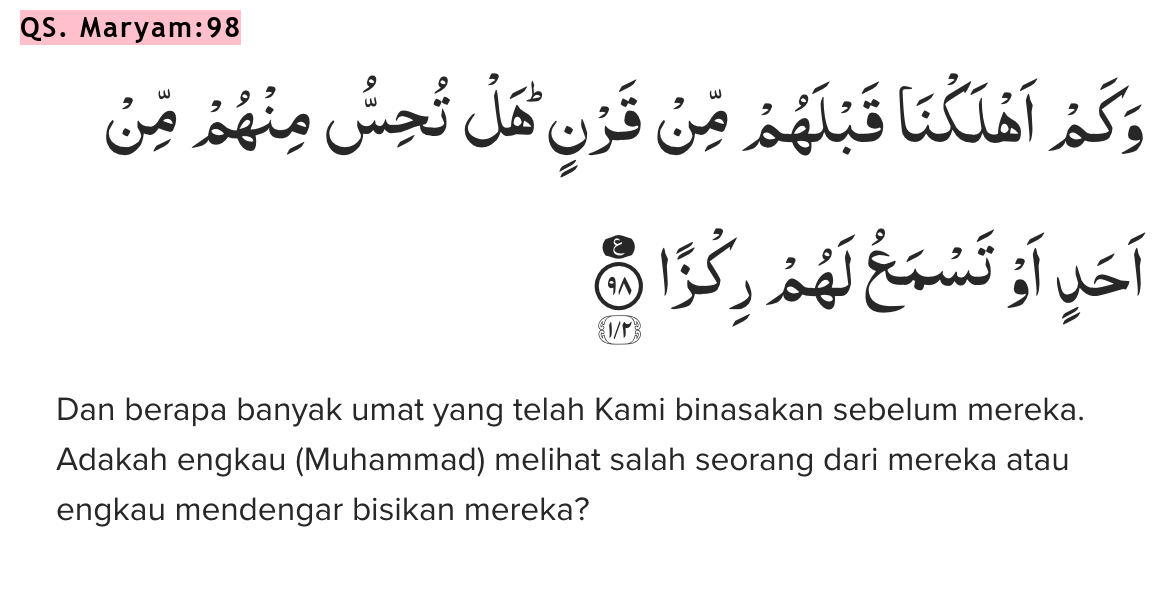 QS. Maryam:98
وَكَمْ اَهْلَكْنَا قَبْلَهُمْ مِّنْ قَرْنٍۗ هَلْ تُحِسُّ مِنْهُمْ مِّنْ
اَحَدٍ اَوْ تَسْمَعُ لَهُمْ رِكْزًا ࣖ ٩٨
١/٢
Dan berapa banyak umat yang telah Kami binasakan sebelum mereka.
Adakah engkau (Muhammad) melihat salah seorang dari mereka atau
engkau mendengar bisikan mereka?